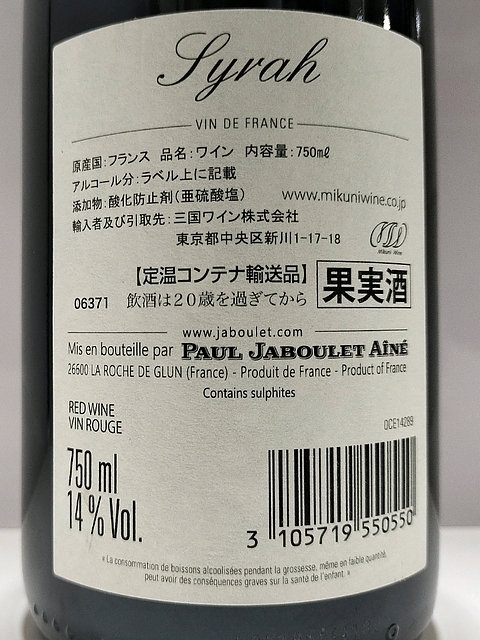 Syrah
VIN DE FRANCE
原産国:フランス 品名:ワイン 内容量:750mℓ
アルコール分:ラベル上に記載
添加物:酸化防止剤(亜硫酸塩) www.mikuniwine.co.jp
輸入者及び引取先:三国ワイン株式会社
東京都中央区新川1-17-18
Mikuni Wine
【定温コンテナ輸送品】 果実酒
06371 飲酒は20歳を過ぎてから
www.jaboulet.com
Mis en bouteille par PAUL JABOULET AÎNÉ
26600 LA ROCHE DE GLUN (France) - Produit de France - Product of France
Contains sulphites
RED WINE
VIN ROUGE
OCE14289
750 ml
14 % Vol.
3 105719 550550
« La consommation de boissons alcoolisées pendant la grossesse, même en faible quantité,
peut avoir des conséquences graves sur la santé de l'enfant. »